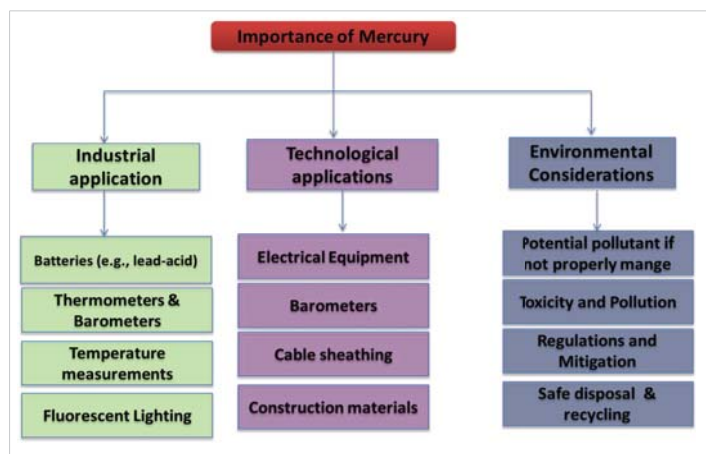 Importance of Mercury
Industrial
application
Batteries (e.g., lead-acid)
Thermometers &
Barometers
Temperature
measurements
Fluorescent Lighting
Technological
applications
Electrical Equipment
Barometers
Cable sheathing
Construction materials
Environmental
Considerations
Potential pollutant if
not properly mange
Toxicity and Pollution
Regulations and
Mitigation
Safe disposal & 
recycling